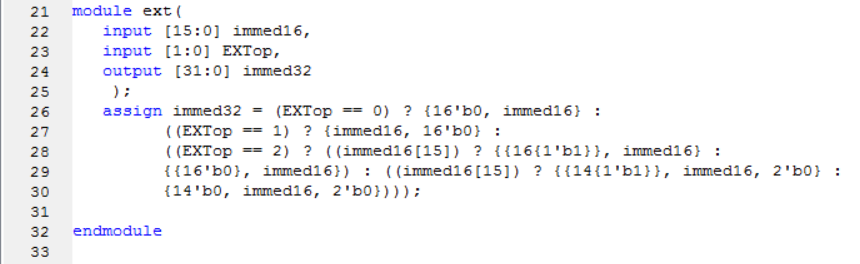 21 module ext(
22 input [15:0] immed16,
23 input [1:0] EXTop,
24 output [31:0] immed32
25 );
26 assign immed32 = (EXTop == 0) ? {16'b0, immed16} :
27 ((EXTop == 1) ? {immed16, 16'b0} :
28 ((EXTop == 2) ? ((immed16[15]) ? {{16{1'b1}}, immed16} :
29 {{16'b0}, immed16}) : ((immed16[15]) ? {{14{1'b1}}, immed16, 2'b0} :
30 {14'b0, immed16, 2'b0})));
31
32 endmodule
33